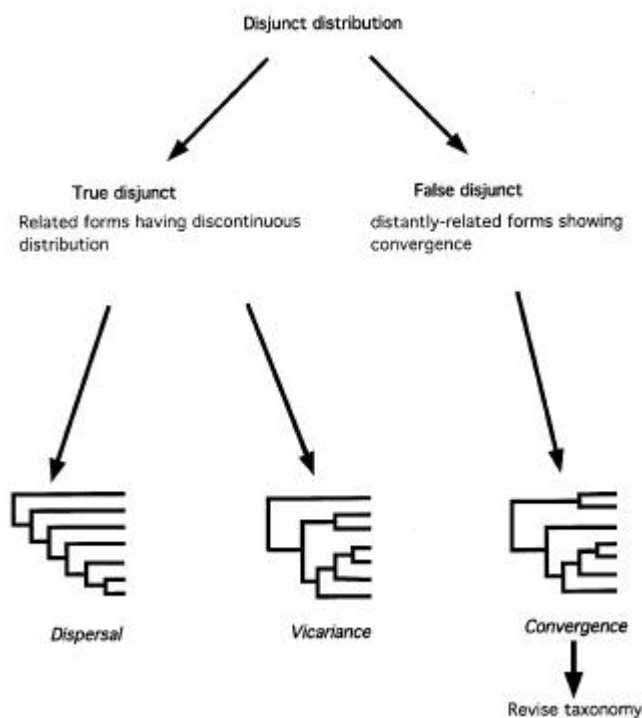 Disjunct distribution
True disjunct
Related forms having discontinuous
distribution
False disjunct
distantly-related forms showing
convergence
Dispersal
Vicariance
Convergence
Revise taxonomy